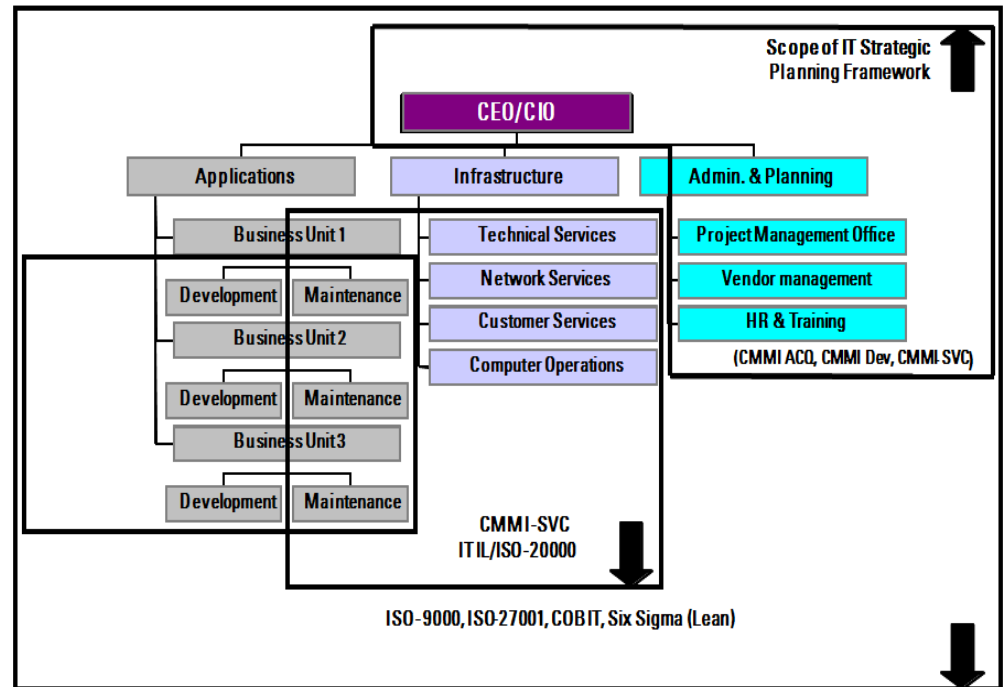 Scope of IT Strategic
Planning Framework
CEO/CIO
Applications
Infrastructure
Admin. & Planning
Business Unit 1
Technical Services
Project Management Office
Network Services
Vendor management
Development
Maintenance
Customer Services
HR & Training
Business Unit 2
(CMMI ACQ, CMMI Dev, CMMI-SVC)
Computer Operations
Development
Maintenance
Business Unit 3
Development
Maintenance
CMMI-SVC
ITIL/ISO-20000
ISO-9000, ISO-27001, COBIT, Six Sigma (Lean)